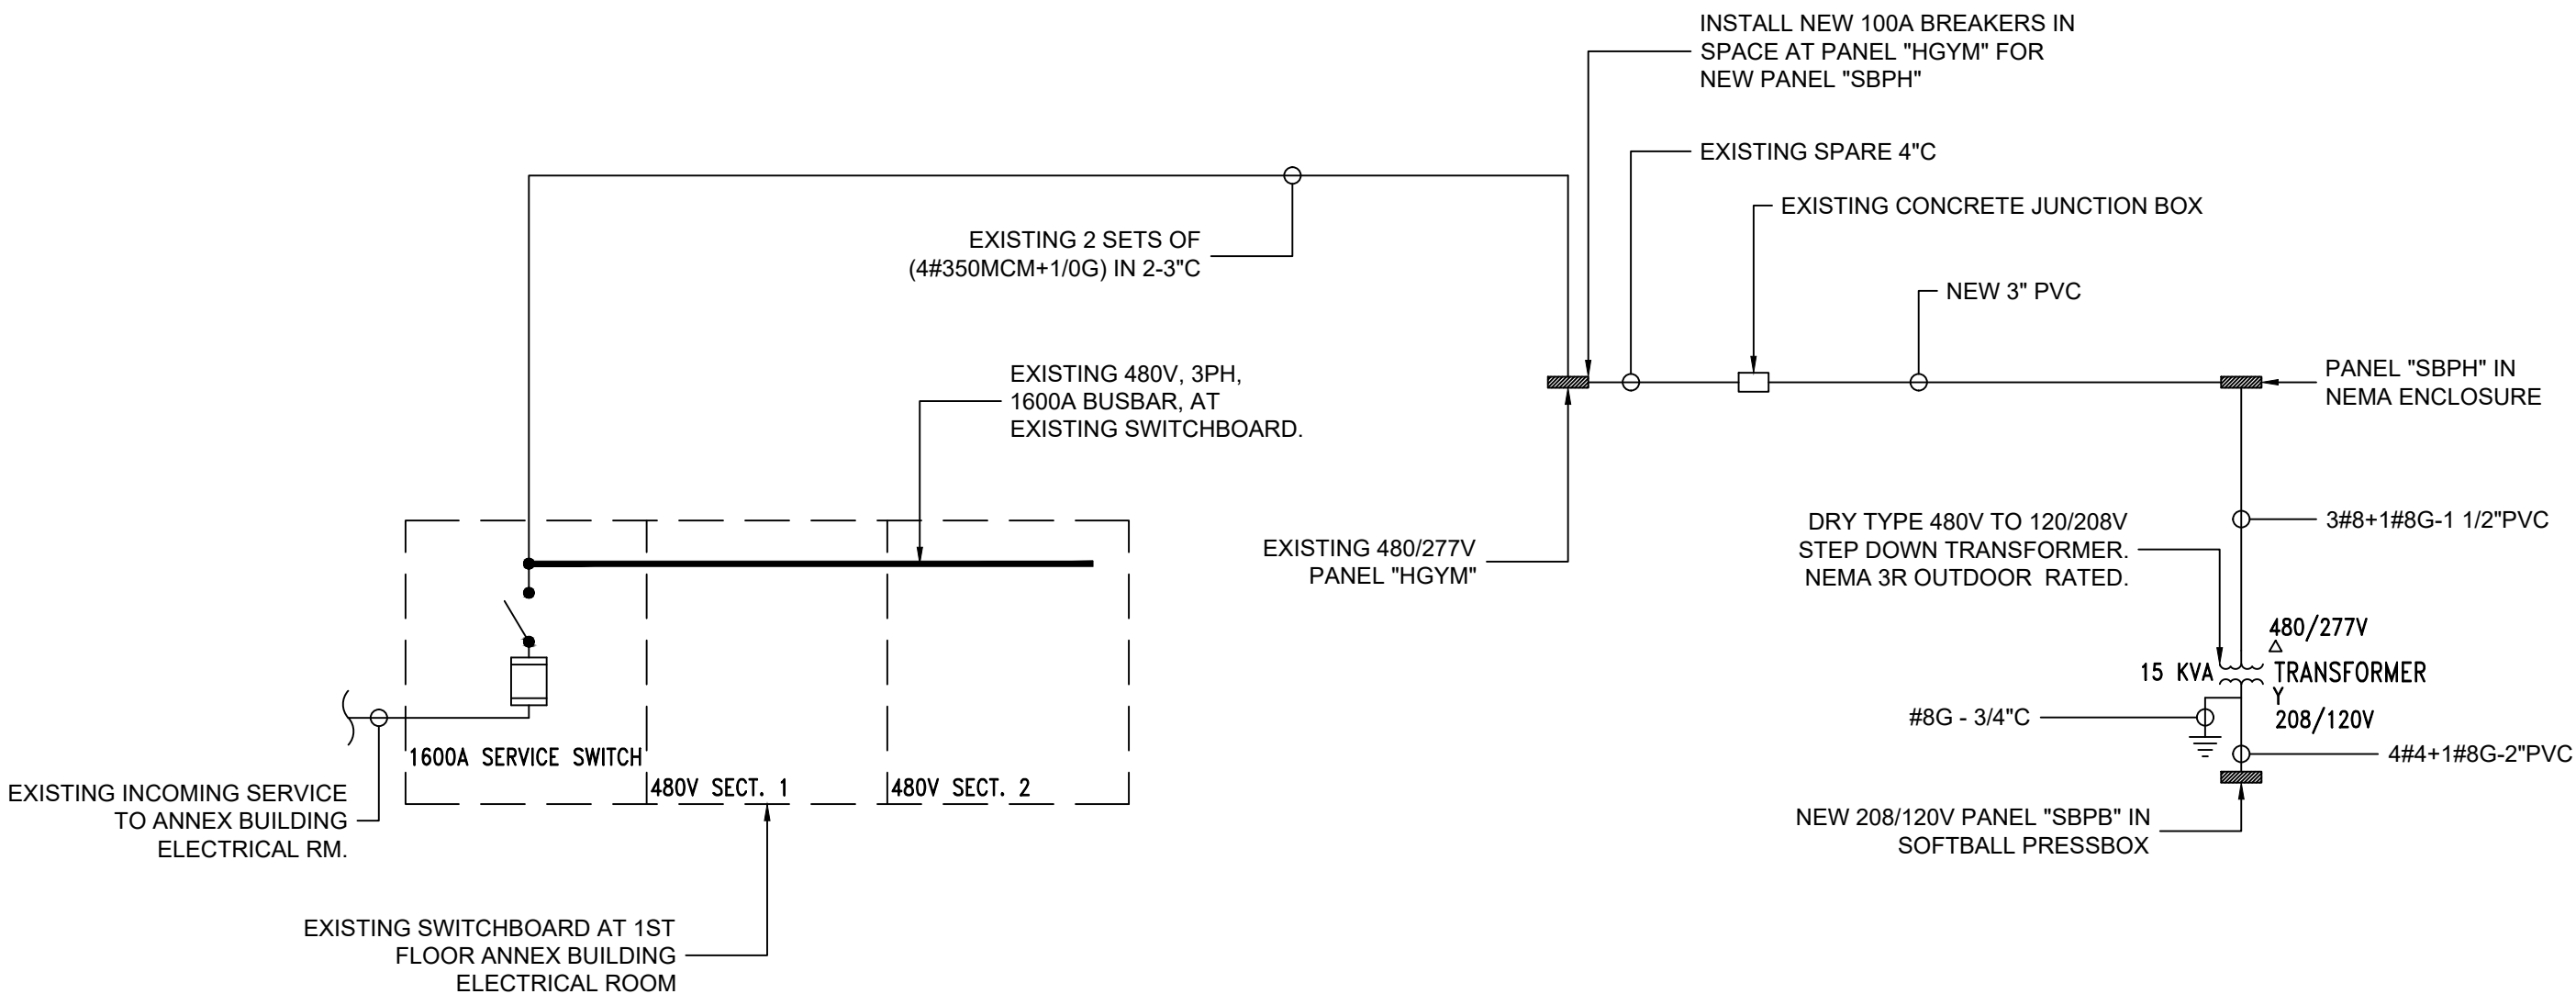 INSTALL NEW 100A BREAKERS IN
SPACE AT PANEL "HGYM" FOR
NEW PANEL "SBPH"
EXISTING SPARE 4"C
EXISTING CONCRETE JUNCTION BOX
EXISTING 2 SETS OF
(4#350MCM+1/0G) IN 2-3"C
NEW 3" PVC
EXISTING 480V, 3PH,
1600A BUSBAR, AT
EXISTING SWITCHBOARD.
PANEL "SBPH" IN
NEMA ENCLOSURE
EXISTING 480/277V
PANEL "HGYM"
DRY TYPE 480V TO 120/208V
STEP DOWN TRANSFORMER.
NEMA 3R OUTDOOR RATED.
3#8+1#8G-1 1/2"PVC
480/277V
15 KVA
TRANSFORMER
Y
208/120V
#8G - 3/4"C
4#4+1#8G-2"PVC
1600A SERVICE SWITCH
480V SECT. 1
480V SECT. 2
EXISTING INCOMING SERVICE
TO ANNEX BUILDING
ELECTRICAL RM.
NEW 208/120V PANEL "SBPB" IN
SOFTBALL PRESSBOX
EXISTING SWITCHBOARD AT 1ST
FLOOR ANNEX BUILDING
ELECTRICAL ROOM